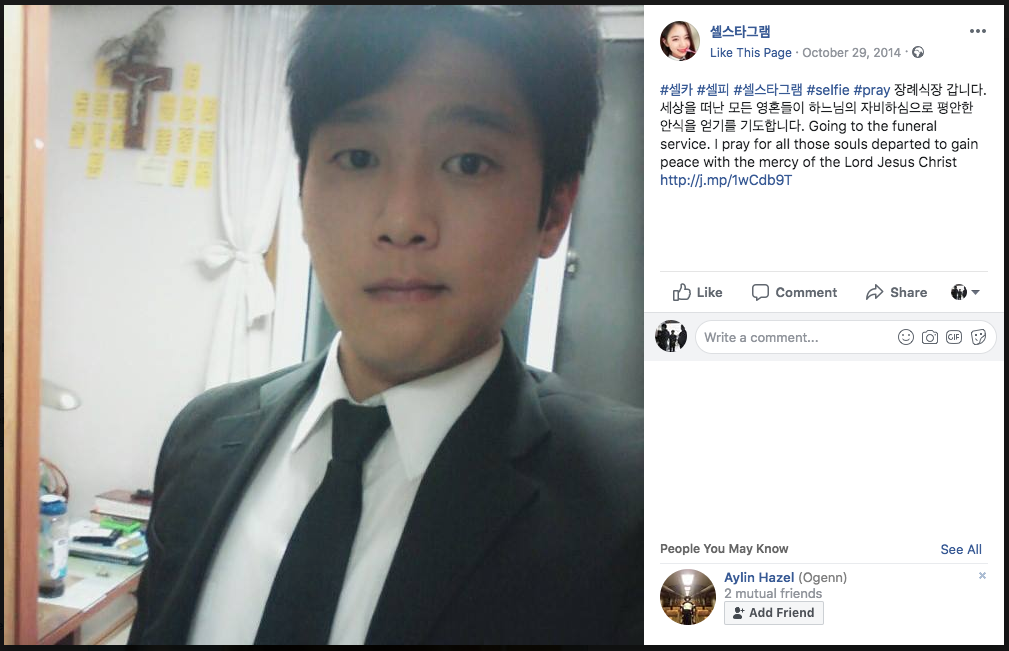 셀스타그램
Like This Page · October 29, 2014 ·
#셀카 #셀피 #셀스타그램 #selfie #pray 장례식장 갑니다.
세상을 떠난 모든 영혼들이 하느님의 자비하심으로 평안한
안식을 얻기를 기도합니다. Going to the funeral
service. I pray for all those souls departed to gain
peace with the mercy of the Lord Jesus Christ
http://j.mp/1wCdb9T
Like Comment Share
Write a comment...
GIF
People You May Know
See All
Aylin Hazel (Ogenn)
2 mutual friends
Add Friend